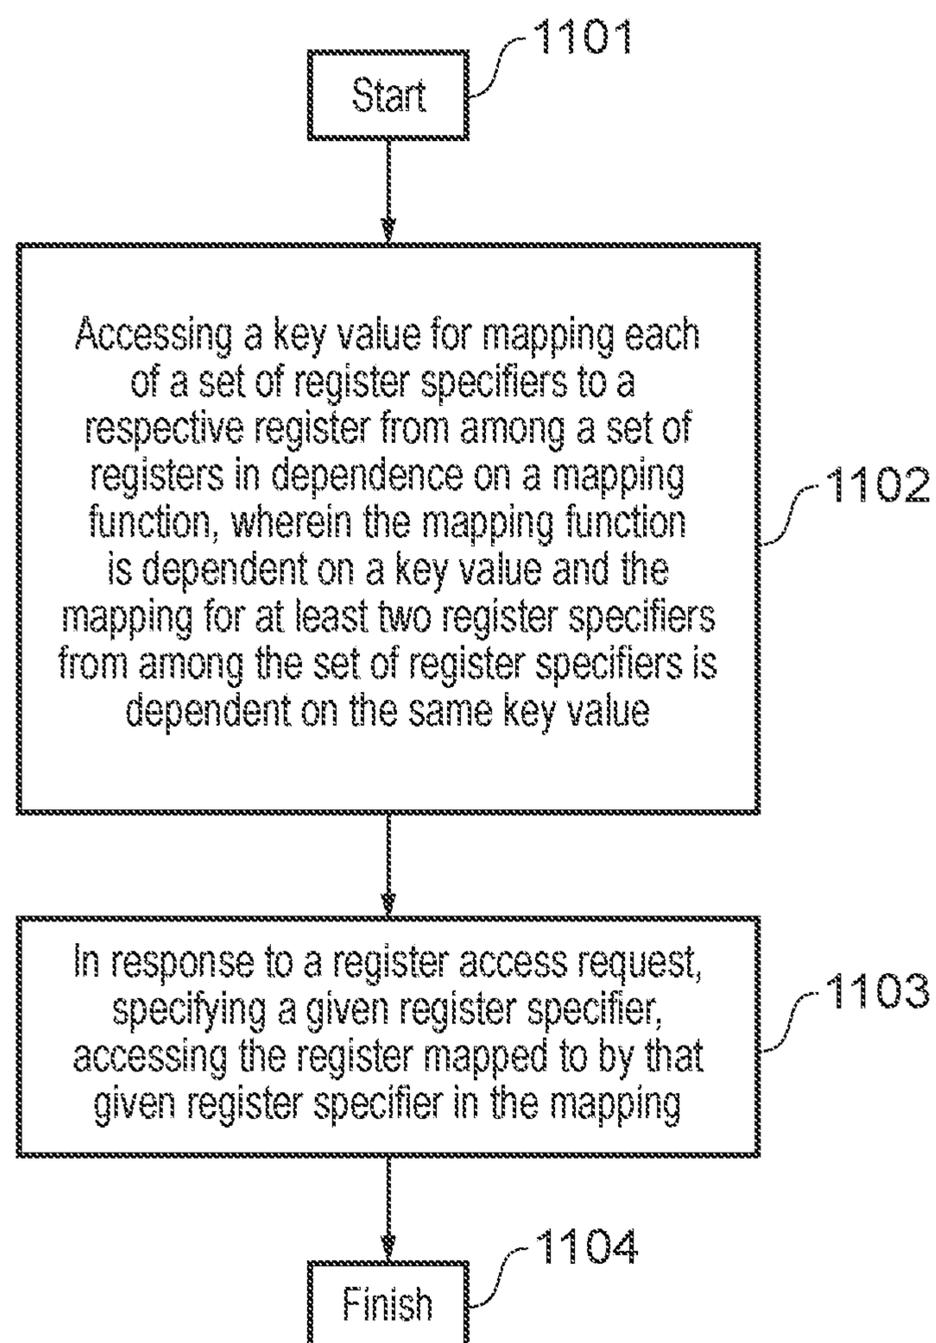 1101
Start
Accessing a key value for mapping each
of a set of register specifiers to a
respective register from among a set of
registers in dependence on a mapping
function, wherein the mapping function
is dependent on a key value and the
mapping for at least two register specifiers
from among the set of register specifiers is
dependent on the same key value
1102
In response to a register access request,
specifying a given register specifier,
accessing the register mapped to by that
given register specifier in the mapping
1103
1104
Finish